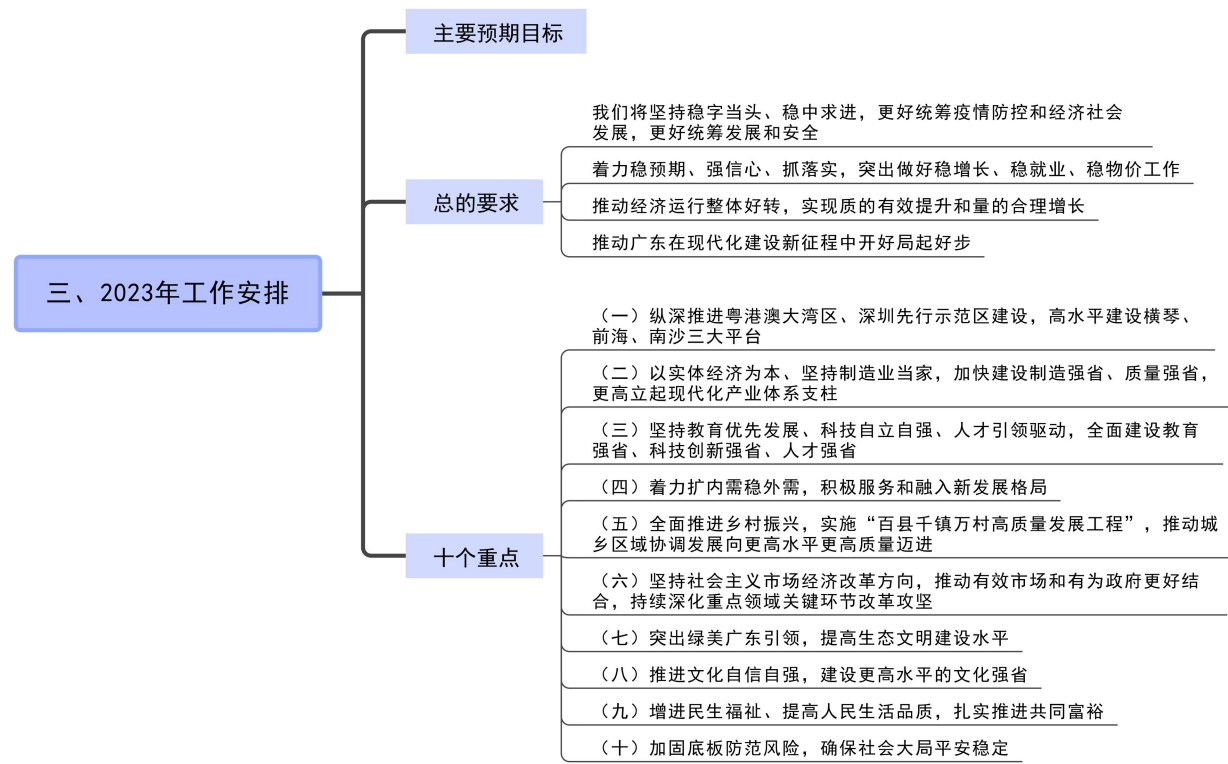 主要预期目标
我们将坚持稳字当头、稳中求进，更好统筹疫情防控和经济社会
发展，更好统筹发展和安全
着力稳预期、强信心、抓落实，突出做好稳增长、稳就业、稳物价工作
总的要求
推动经济运行整体好转，实现质的有效提升和量的合理增长
推动广东在现代化建设新征程中开好局起好步
三、2023年工作安排
（一）纵深推进粤港澳大湾区、深圳先行示范区建设，高水平建设横琴、
前海、南沙三大平台
（二）以实体经济为本、坚持制造业当家，加快建设制造强省、质量强省，
更高立起现代化产业体系支柱
（三）坚持教育优先发展、科技自立自强、人才引领驱动，全面建设教育
强省、科技创新强省、人才强省
（四）着力扩内需稳外需，积极服务和融入新发展格局
（五）全面推进乡村振兴，实施“百县千镇万村高质量发展工程”，推动城
乡区域协调发展向更高水平更高质量迈进
十个重点
（六）坚持社会主义市场经济改革方向，推动有效市场和有为政府更好结
合，持续深化重点领域关键环节改革攻坚
（七）突出绿美广东引领，提高生态文明建设水平
（八）推进文化自信自强，建设更高水平的文化强省
（九）增进民生福祉、提高人民生活品质，扎实推进共同富裕
（十）加固底板防范风险，确保社会大局平安稳定